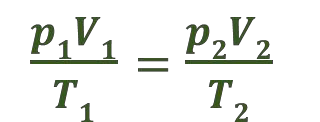 p₁V₁/T₁ = p₂V₂/T₂